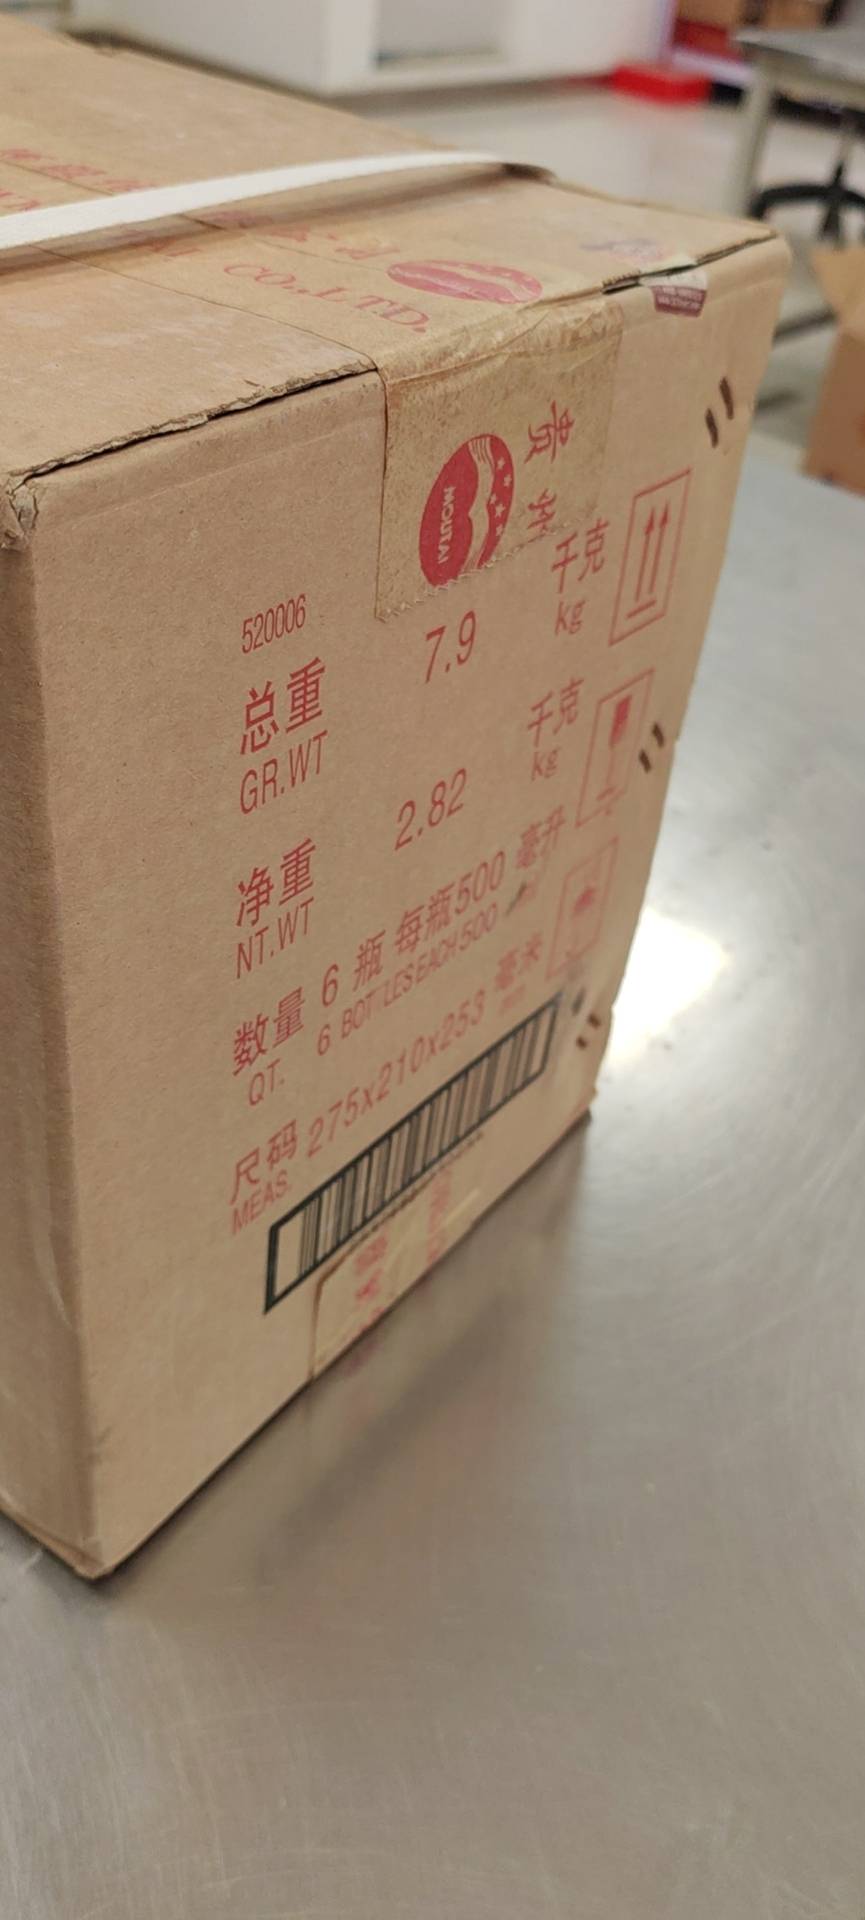 CO.,LTD.
MOUTAI
贵
520006
总重 7.9 千克
GR.WT kg
净重 2.82 千克
NT.WT kg
数量 6 瓶 每瓶500 毫升
QT. 6 BOTTLES EACH 500
尺码 275x210x253 毫米
MEAS. mm